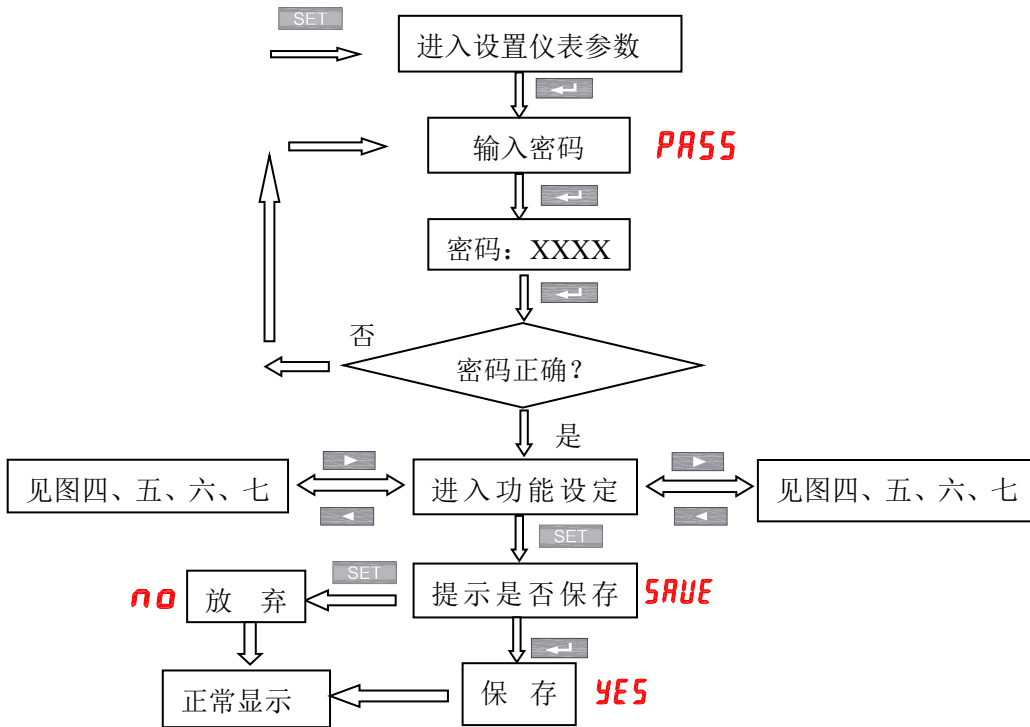 SET
进入设置仪表参数
输入密码
PASS
密码：XXXX
否
密码正确？
是
见图四、五、六、七
进入功能设定
见图四、五、六、七
SET
SET
no
放 弃
提示是否保存
SAVE
正常显示
保 存
YES